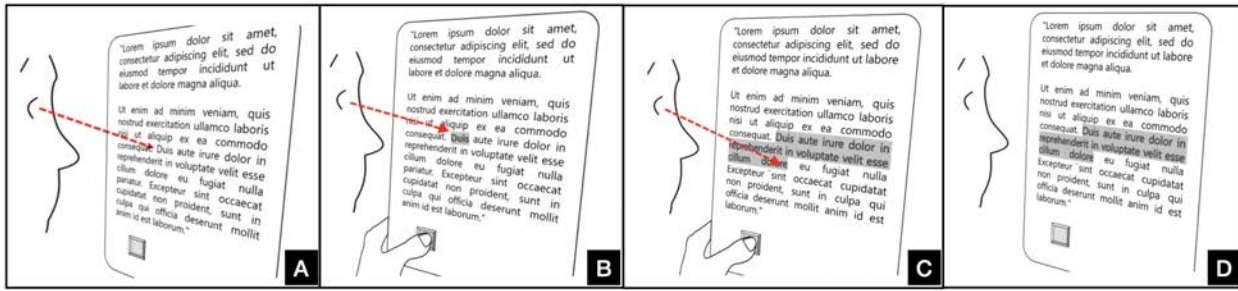 "Lorem ipsum dolor sit amet,
consectetur adipiscing elit, sed do
eiusmod tempor incididunt ut
labore et dolore magna aliqua.
Ut enim ad minim veniam, quis
nostrud exercitation ullamco laboris
nisi ut aliquip ex ea commodo
consequat. Duis aute irure dolor in
reprehenderit in voluptate velit esse
cillum dolore eu fugiat nulla
pariatur. Excepteur sint occaecat
cupidatat non proident, sunt in
culpa qui officia deserunt mollit
anim id est laborum."
A
"Lorem ipsum dolor sit amet,
consectetur adipiscing elit, sed do
eiusmod tempor incididunt ut
labore et dolore magna aliqua.
Ut enim ad minim veniam, quis
nostrud exercitation ullamco laboris
nisi ut aliquip ex ea commodo
consequat. Duis aute irure dolor in
reprehenderit in voluptate velit esse
cillum dolore eu fugiat nulla
pariatur. Excepteur sint occaecat
cupidatat non proident, sunt in
culpa qui officia deserunt mollit
anim id est laborum."
B
"Lorem ipsum dolor sit amet,
consectetur adipiscing elit, sed do
eiusmod tempor incididunt ut labore
et dolore magna aliqua.
Ut enim ad minim veniam, quis
nostrud exercitation ullamco laboris
nisi ut aliquip ex ea commodo
consequat. Duis aute irure dolor in
reprehenderit in voluptate velit esse
cillum dolore eu fugiat nulla
Excepteur sint occaecat cupidatat
non proident, sunt in culpa qui
officia deserunt mollit anim id est
laborum."
C
"Lorem ipsum dolor sit amet,
consectetur adipiscing elit, sed do
eiusmod tempor incididunt ut labore
et dolore magna aliqua.
Ut enim ad minim veniam, quis
nostrud exercitation ullamco laboris
nisi ut aliquip ex ea commodo
consequat. Duis aute irure dolor in
reprehenderit in voluptate velit esse
cillum dolore eu fugiat nulla
Excepteur sint occaecat cupidatat
non proident, sunt in culpa qui
officia deserunt mollit anim id est
laborum."
D